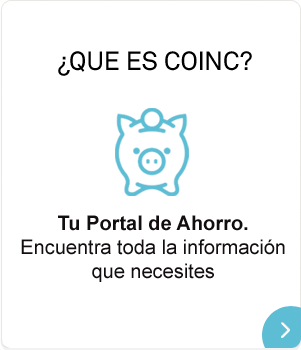 ¿QUE ES COINC?
Tu Portal de Ahorro.
Encuentra toda la información
que necesites